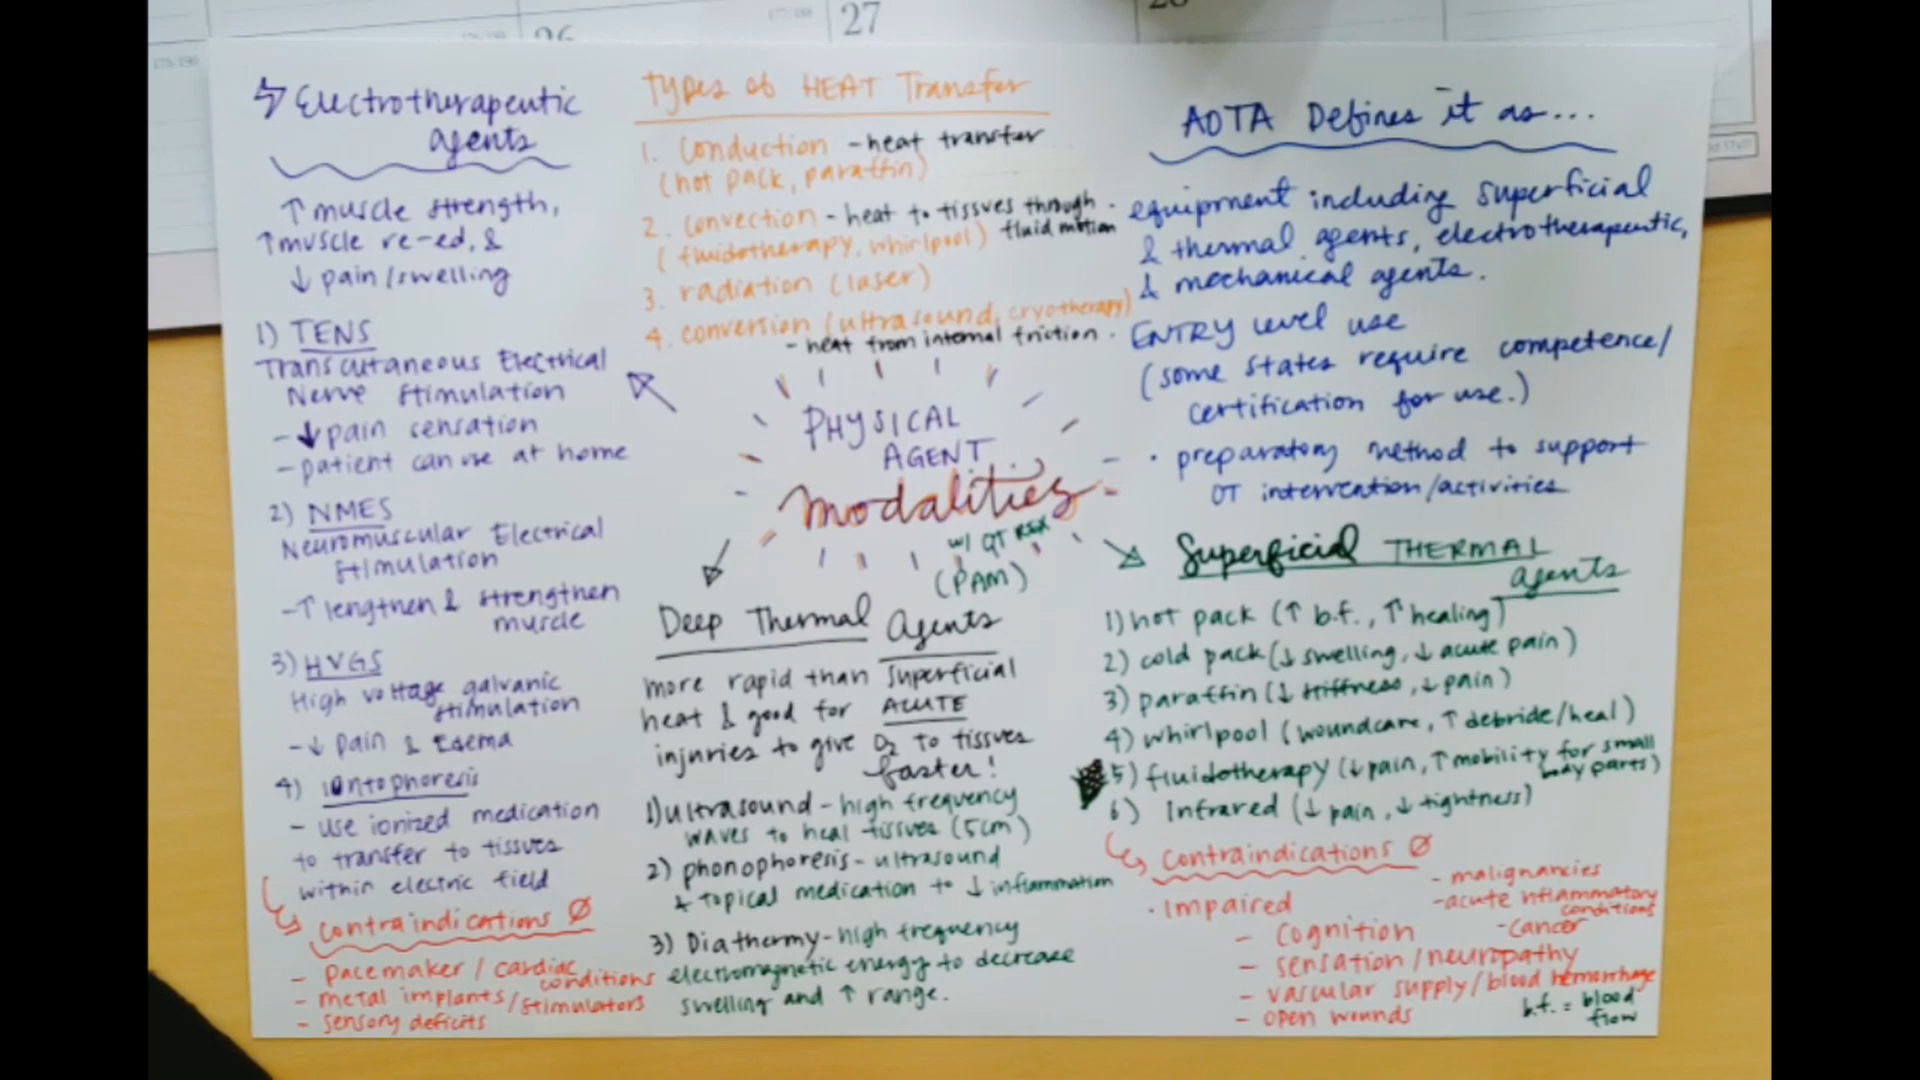 26
177/188
27
⚡ Electrotherapeutic
agents
↑ muscle strength,
↑ muscle re-ed, &
↓ pain/swelling
1) TENS
Transcutaneous Electrical
Nerve Stimulation
- ↓ pain sensation
- patient can use at home
2) NMES
Neuromuscular Electrical
Stimulation
- ↑ lengthen & strengthen
muscle
3) HVGS
High voltage galvanic
stimulation
- ↓ pain & Edema
4) iontophoresis
- use ionized medication
to transfer to tissues
within electric field
Contraindications Ø
- pacemaker / cardiac
conditions
- metal implants/stimulators
- sensory deficits
Types of HEAT Transfer
1. Conduction - heat transfer
(hot pack, paraffin)
2. convection - heat to tissues through
(fluidotherapy, whirlpool) fluid motion
3. radiation (laser)
4. conversion (ultrasound, cryotherapy)
- heat from internal friction.
PHYSICAL
AGENT
modalities
w/ QT
(PAM)
Deep Thermal Agents
more rapid than superficial
heat & good for ACUTE
injuries to give O2 to tissues
faster!
1) ultrasound - high frequency
waves to heal tissues (5cm)
2) phonophoresis - ultrasound
+ topical medication to ↓ inflammation
3) Diathermy - high frequency
electromagnetic energy to decrease
swelling and ↑ range.
AOTA Defines it as...
equipment including superficial
& thermal agents, electrotherapeutic,
& mechanical agents.
ENTRY level use
(some states require competence/
certification for use.)
· preparatory method to support
OT intervention/activities
Superficial THERMAL
agents
1) hot pack (↑ b.f., ↑ healing)
2) cold pack (↓ swelling, ↓ acute pain)
3) paraffin (↓ stiffness, ↓ pain)
4) whirlpool (woundcare, ↑ debride/heal)
5) fluidotherapy (↓ pain, ↑ mobility for small
body parts)
6) Infrared (↓ pain, ↓ tightness)
Contraindications Ø
· Impaired
- cognition
- sensation/neuropathy
- vascular supply/blood hemorrhage
- open wounds
- malignancies
- acute nflammatory
conditions
- cancer
b.f. = blood
flow